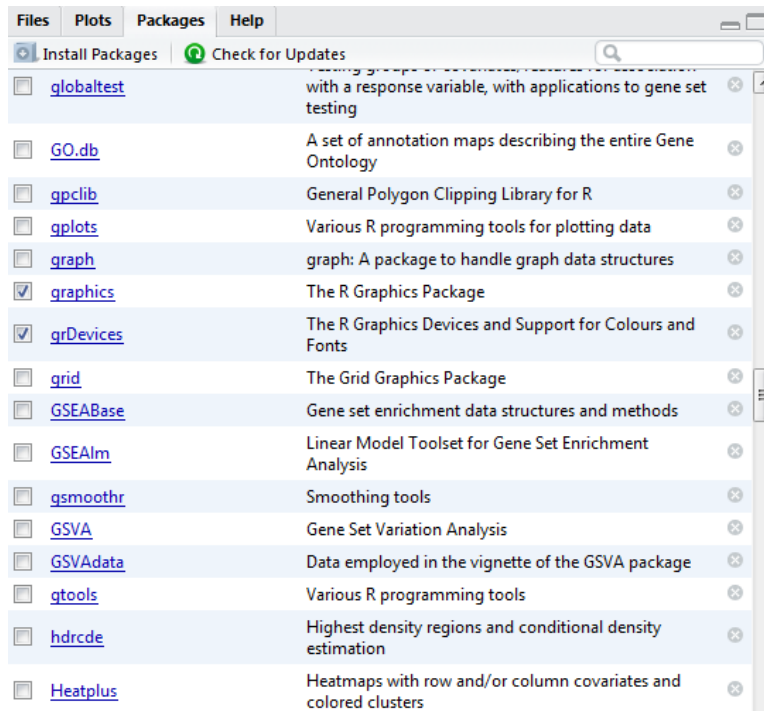 Files Plots Packages Help
Install Packages Check for Updates
globaltest
with a response variable, with applications to gene set
testing
GO.db
A set of annotation maps describing the entire Gene
Ontology
gpclib General Polygon Clipping Library for R
gplots Various R programming tools for plotting data
graph graph: A package to handle graph data structures
graphics The R Graphics Package
grDevices
The R Graphics Devices and Support for Colours and
Fonts
grid The Grid Graphics Package
GSEABase Gene set enrichment data structures and methods
GSEAlm
Linear Model Toolset for Gene Set Enrichment
Analysis
gsmoothr Smoothing tools
GSVA Gene Set Variation Analysis
GSVAdata Data employed in the vignette of the GSVA package
gtools Various R programming tools
hdrcde
Highest density regions and conditional density
estimation
Heatplus
Heatmaps with row and/or column covariates and
colored clusters